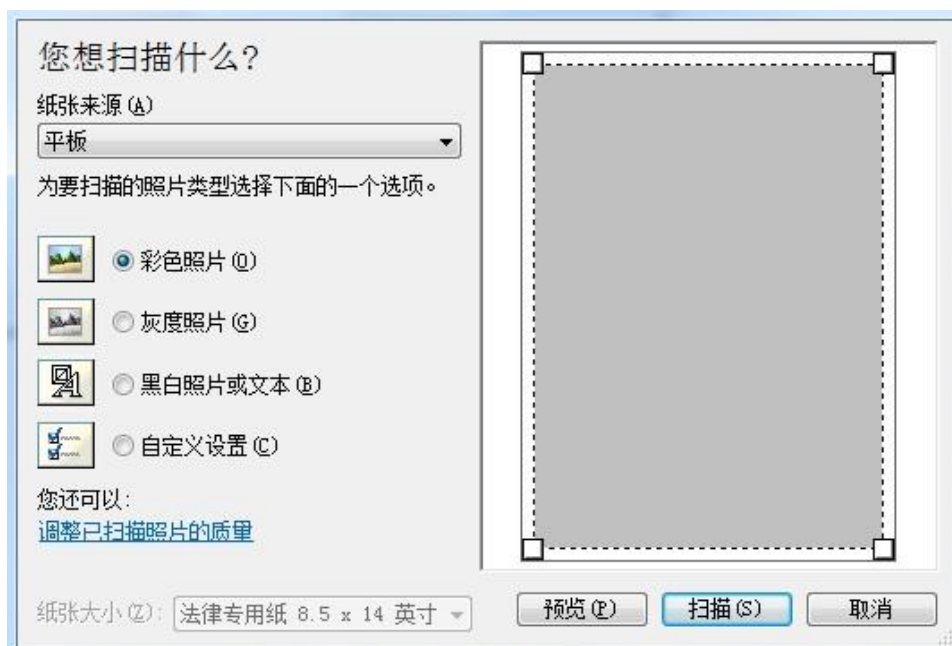 您想扫描什么?
纸张来源(A)
平板
为要扫描的照片类型选择下面的一个选项。
彩色照片(O)
灰度照片(G)
黑白照片或文本(B)
自定义设置(C)
您还可以:
调整已扫描照片的质量
纸张大小(Z): 法律专用纸 8.5 x 14 英寸
预览(P) 扫描(S) 取消